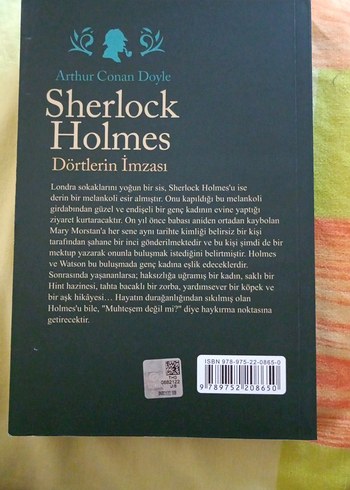 Arthur Conan Doyle
Sherlock
Holmes
Dörtlerin İmzası
Londra sokaklarını yoğun bir sis, Sherlock Holmes'u ise
derin bir melankoli esir almıştır. Onu kapıldığı bu melankoli
girdabından güzel ve endişeli bir genç kadının evine yaptığı
ziyaret kurtaracaktır. On yıl önce babası aniden ortadan kaybolan
Mary Morstan'a her sene aynı tarihte kimliği belirsiz bir kişi
tarafından şahane bir inci gönderilmektedir ve bu kişi şimdi de bir
mektup yazarak onunla buluşmak istediğini belirtmiştir. Holmes
ve Watson bu buluşmada genç kadına eşlik edeceklerdir.
Sonrasında yaşananlarsa; haksızlığa uğramış bir kadın, saklı bir
Hint hazinesi, tahta bacaklı bir zorba, yardımsever bir köpek ve
bir aşk hikâyesi… Hayatın durağanlığından sıkılmış olan
Holmes'u bile, "Muhteşem değil mi?" diye haykırma noktasına
getirecektir.
ISBN 978-975-22-0865-0
9 789752 208650